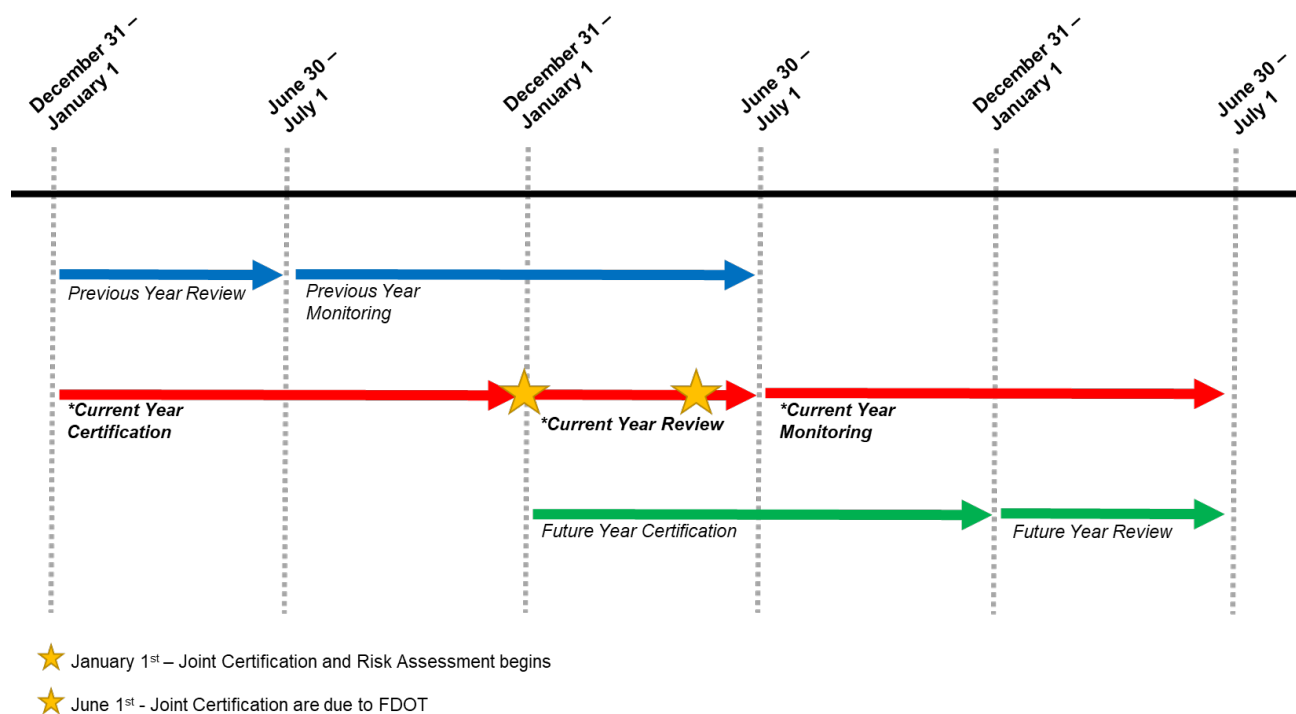 December 31 –
January 1
June 30 –
July 1
December 31 –
January 1
June 30 –
July 1
December 31 –
January 1
June 30 –
July 1
Previous Year Review
Previous Year
Monitoring
*Current Year
Certification
*Current Year Review
*Current Year
Monitoring
Future Year Certification
Future Year Review
January 1st – Joint Certification and Risk Assessment begins
June 1st - Joint Certification are due to FDOT